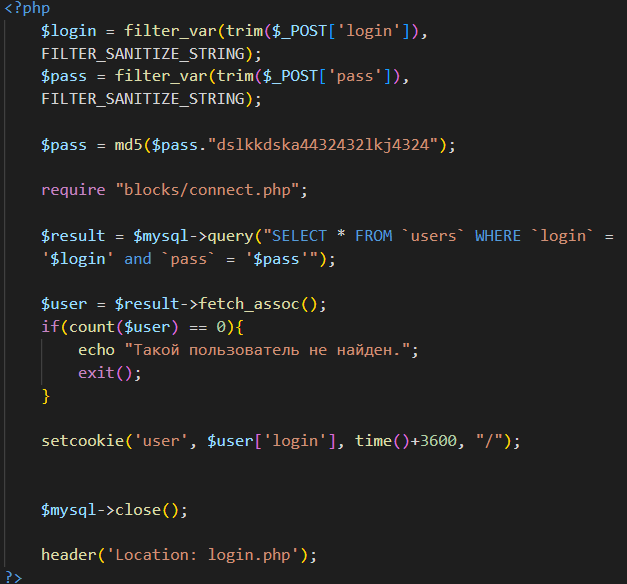 <?php
$login = filter_var(trim($_POST['login']),
FILTER_SANITIZE_STRING);
$pass = filter_var(trim($_POST['pass']),
FILTER_SANITIZE_STRING);
$pass = md5($pass."dslkkdska4432432lkj4324");
require "blocks/connect.php";
$result = $mysql->query("SELECT * FROM `users` WHERE `login` =
'$login' and `pass` = '$pass'");
$user = $result->fetch_assoc();
if(count($user) == 0){
echo "Такой пользователь не найден.";
exit();
}
setcookie('user', $user['login'], time()+3600, "/");
$mysql->close();
header('Location: login.php');
?>